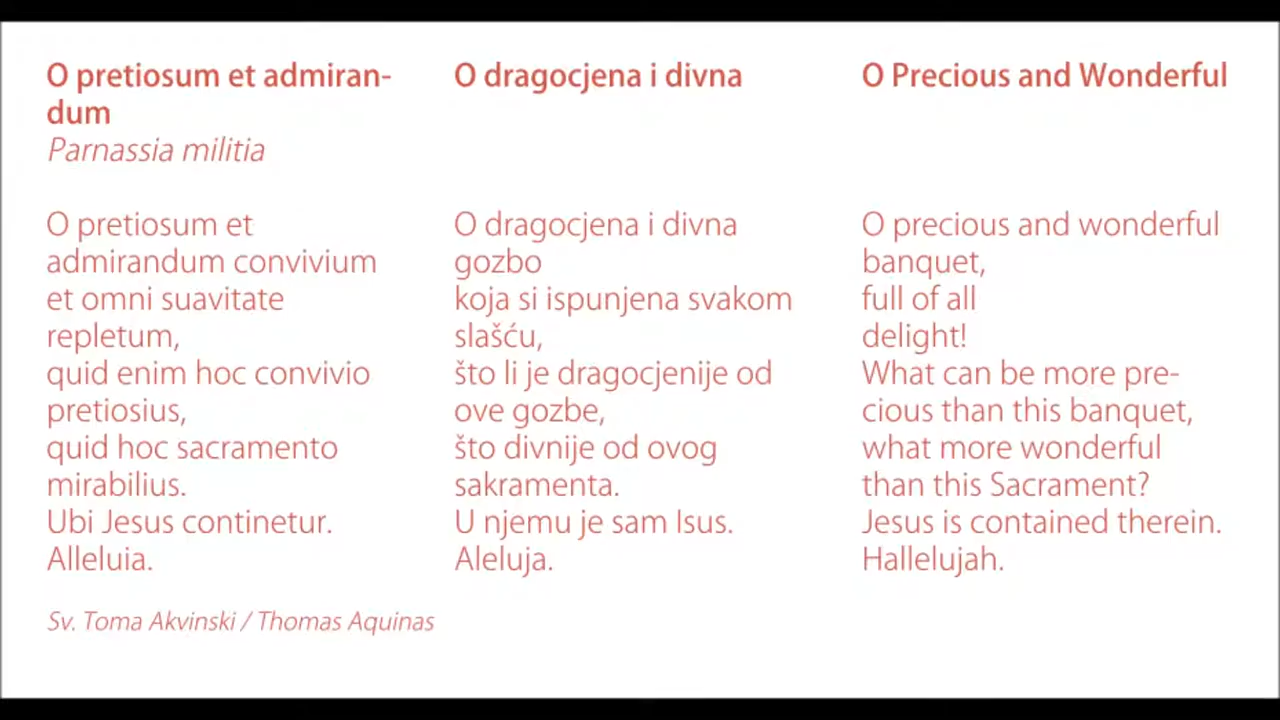 O pretiosum et admiran-
dum
Parnassia militia
O pretiosum et
admirandum convivium
et omni suavitate
repletum,
quid enim hoc convivio
pretiosius,
quid hoc sacramento
mirabilius.
Ubi Jesus continetur.
Alleluia.
Sv. Toma Akvinski / Thomas Aquinas
O dragocjena i divna
O dragocjena i divna
gozbo
koja si ispunjena svakom
slašću,
što li je dragocjenije od
ove gozbe,
što divnije od ovog
sakramenta.
U njemu je sam Isus.
Aleluja.
O Precious and Wonderful
O precious and wonderful
banquet,
full of all
delight!
What can be more pre-
cious than this banquet,
what more wonderful
than this Sacrament?
Jesus is contained therein.
Hallelujah.